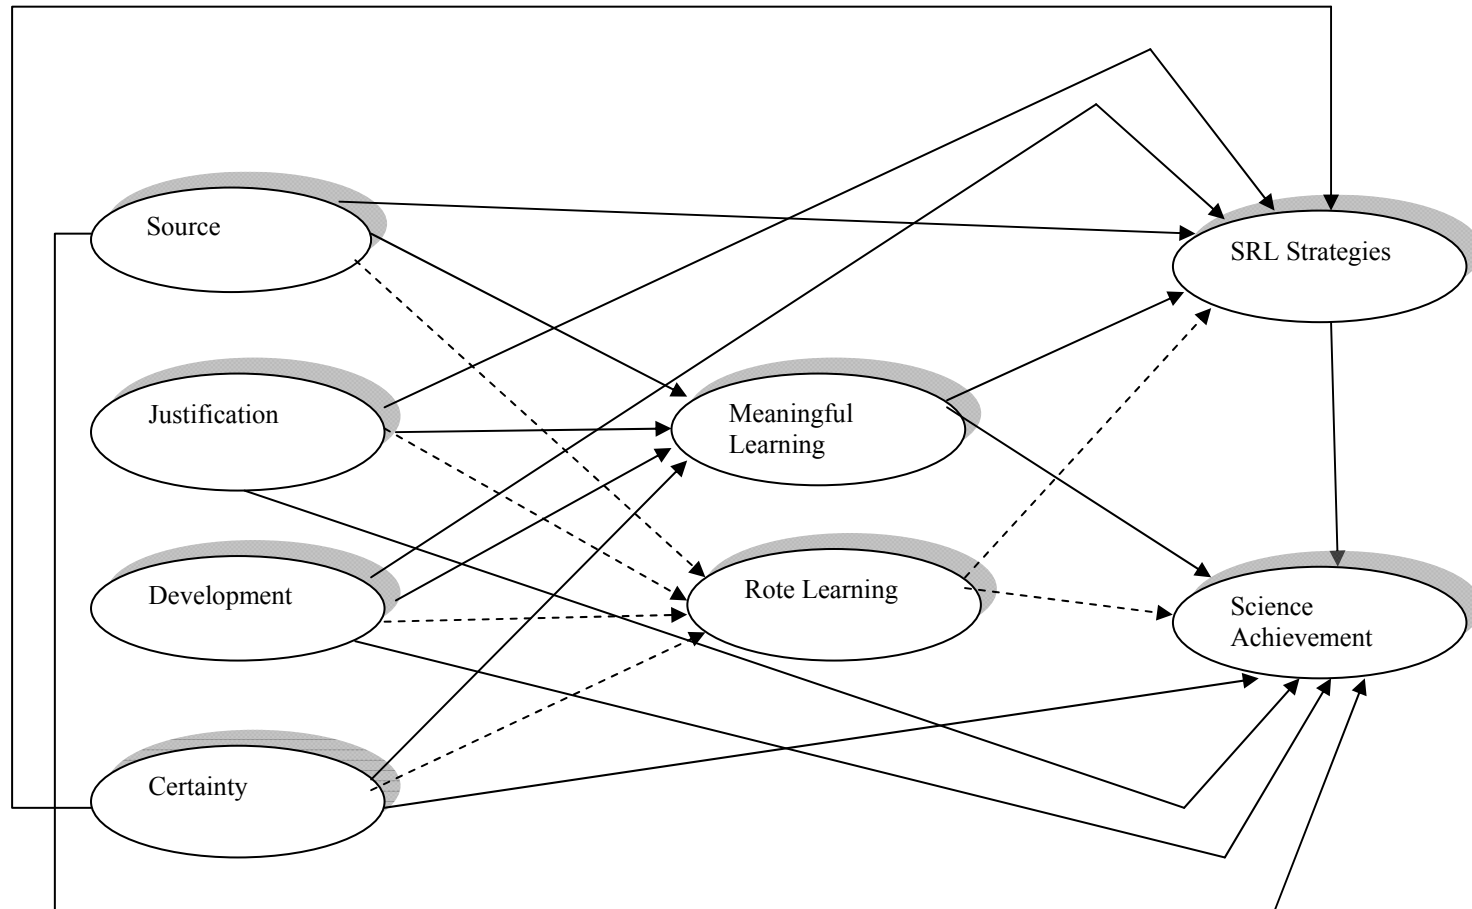 Source
SRL Strategies
Justification
Meaningful
Learning
Development
Rote Learning
Science
Achievement
Certainty